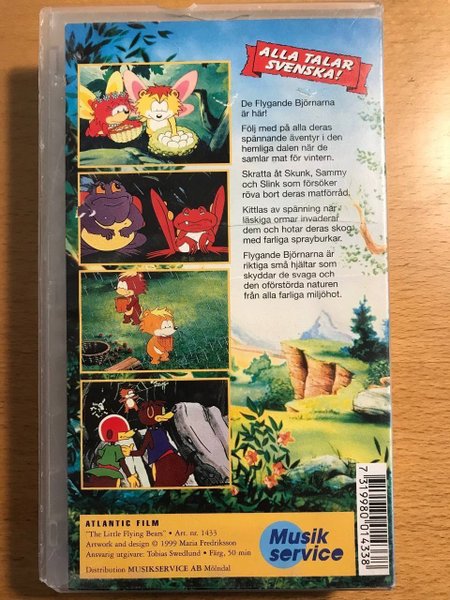 ALLA TALAR
SVENSKA!
De Flygande Björnarna
är här!
Följ med på alla deras
spännande äventyr i den
hemliga dalen när de
samlar mat för vintern.
Skratta åt Skunk, Sammy
och Slink som försöker
röva bort deras matförråd.
Kittlas av spänning när
läskiga ormar invaderar
dem och hotar deras skog
med farliga sprayburkar.
Flygande Björnarna är
riktiga små hjältar som
skyddar de svaga och
den oförstörda naturen
från alla farliga miljöhot.
ATLANTIC FILM
"The Little Flying Bears" • Art. nr. 1433
Artwork and design © 1999 Maria Fredriksson
Ansvarig utgivare: Tobias Swedlund • Färg, 50 min
Distribution MUSIKSERVICE AB Mölndal
Musik
service
7319980014338